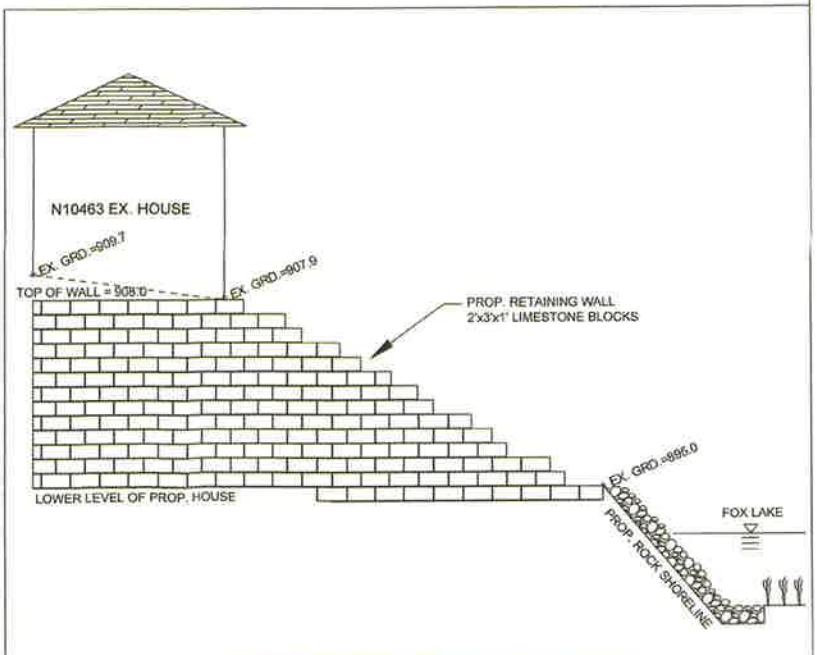 N10463 EX. HOUSE
EX. GRD.=909.7
TOP OF WALL = 908.0
EX. GRD.=907.9
PROP. RETAINING WALL
2'x3'x1' LIMESTONE BLOCKS
LOWER LEVEL OF PROP. HOUSE
EX. GRD.=895.0
FOX LAKE
PROP. ROCK SHORELINE